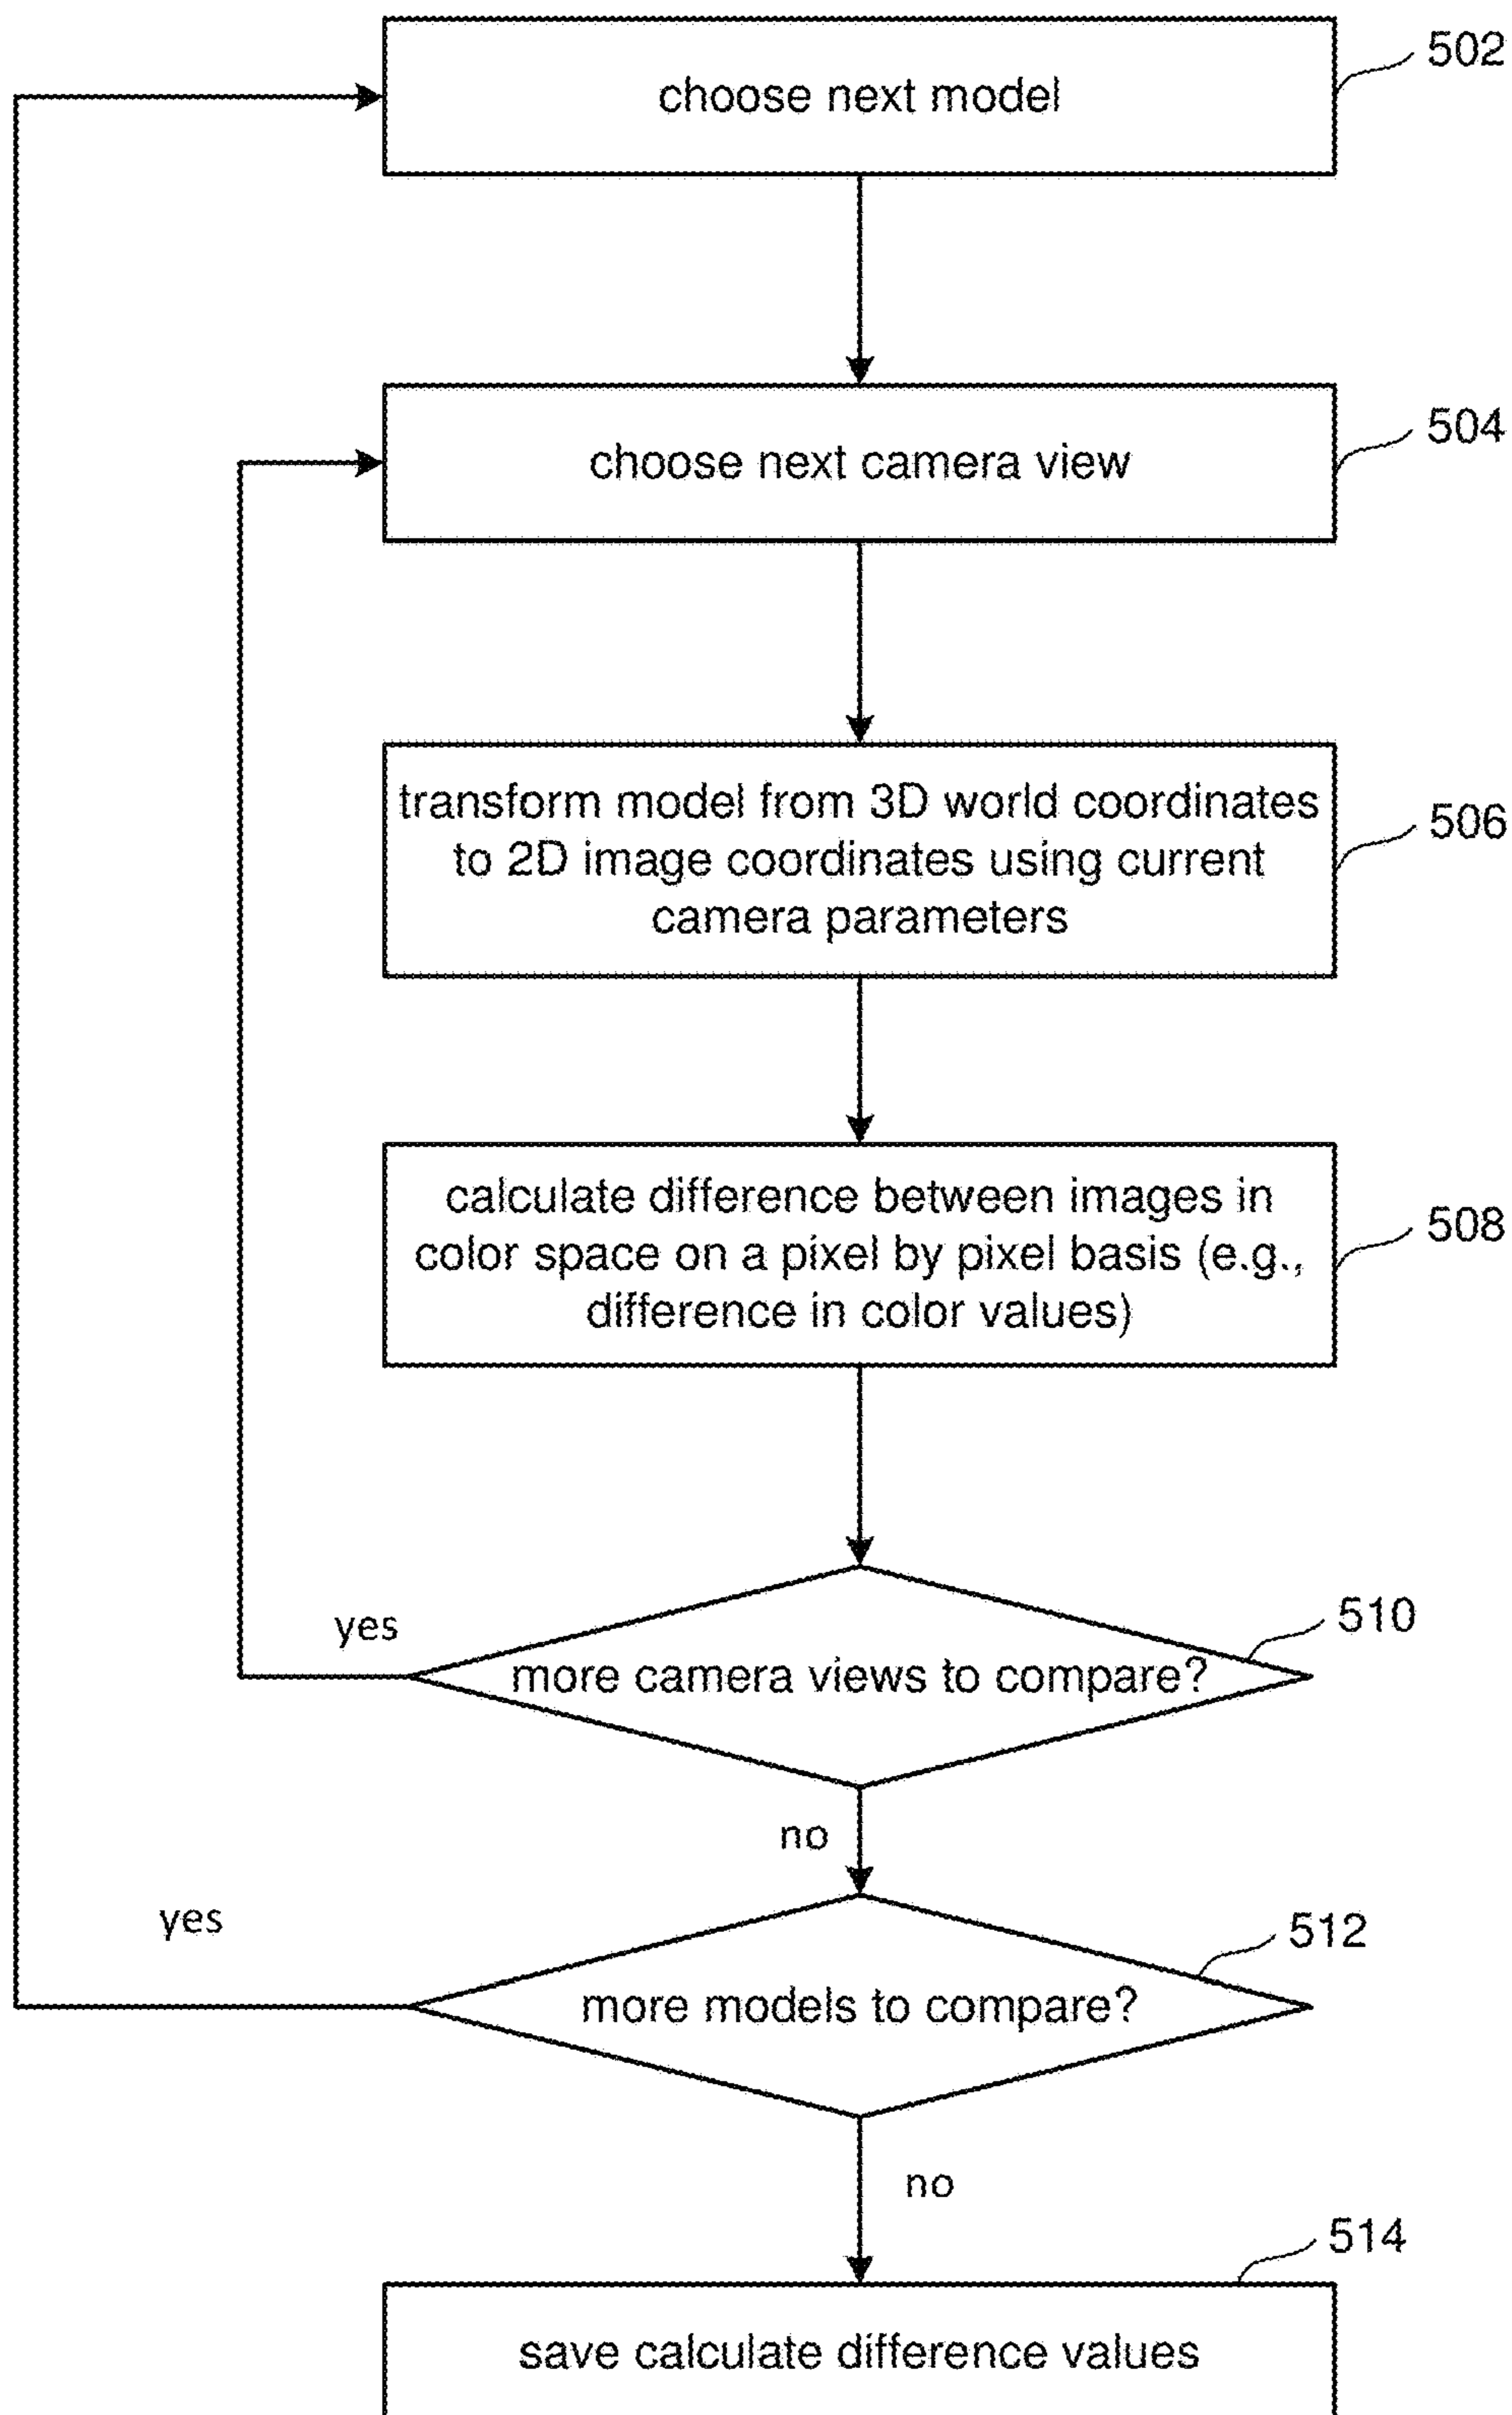 502
choose next model
504
choose next camera view
transform model from 3D world coordinates
506
to 2D image coordinates using current
camera parameters
calculate difference between images in
508
color space on a pixel by pixel basis (e.g.,
difference in color values)
510
yes
more camera views to compare?
no
yes
512
more models to compare?
no
514
save calculate difference values